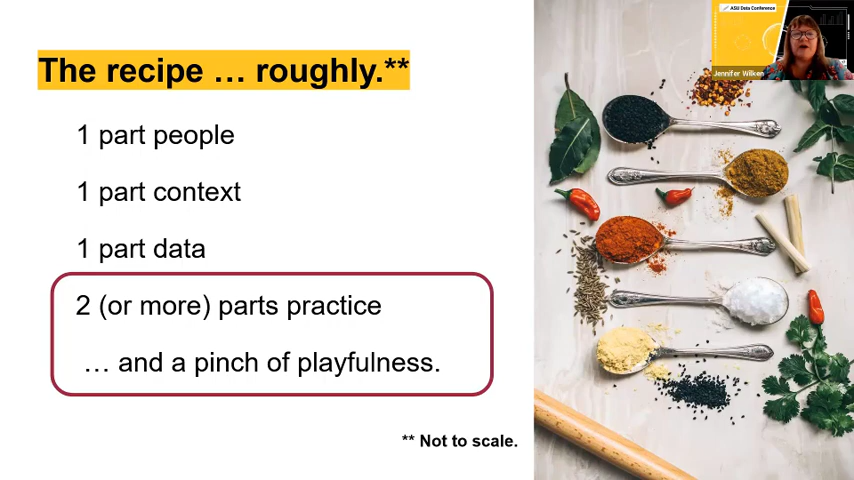 The recipe … roughly.**
1 part people
1 part context
1 part data
2 (or more) parts practice
… and a pinch of playfulness.
** Not to scale.
ASU Data Conference
Jennifer Wilken